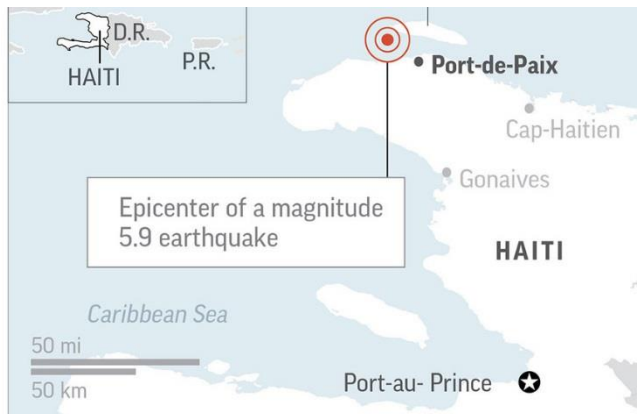 D.R.
P.R.
HAITI
Port-de-Paix
Cap-Haitien
Gonaives
Epicenter of a magnitude
5.9 earthquake
HAITI
Caribbean Sea
50 mi
50 km
Port-au- Prince